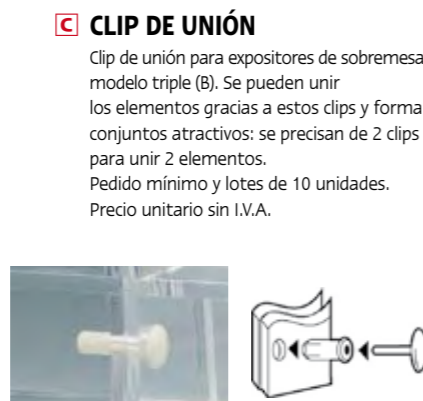 C CLIP DE UNIÓN
Clip de unión para expositores de sobremesa
modelo triple (B). Se pueden unir
los elementos gracias a estos clips y forma
conjuntos atractivos: se precisan de 2 clips
para unir 2 elementos.
Pedido mínimo y lotes de 10 unidades.
Precio unitario sin I.V.A.